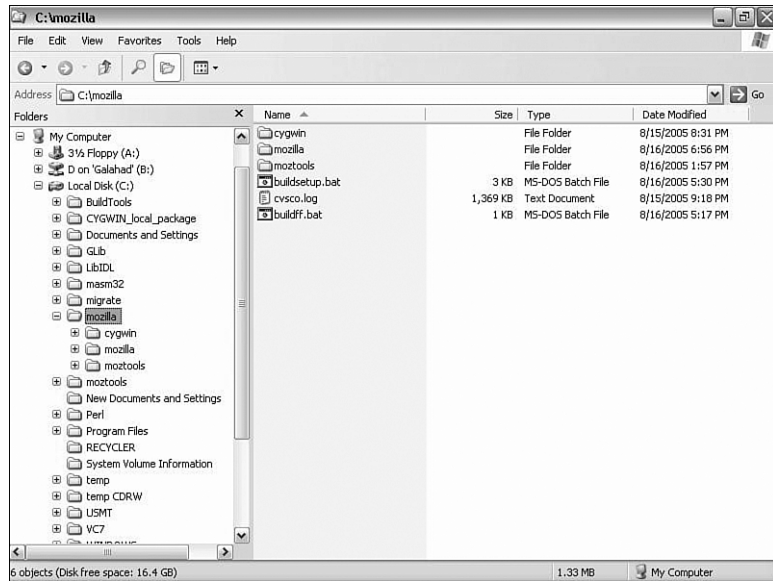 C:\mozilla
File Edit View Favorites Tools Help
Address C:\mozilla Go
Folders
My Computer
3½ Floppy (A:)
D on 'Galahad' (B:)
Local Disk (C:)
BuildTools
CYGWIN_local_package
Documents and Settings
GLib
LibIDL
masm32
migrate
mozilla
cygwin
mozilla
moztools
moztools
New Documents and Settings
Perl
Program Files
RECYCLER
System Volume Information
temp
temp CDRW
USMT
VC7
Name Size Type Date Modified
cygwin File Folder 8/15/2005 8:31 PM
mozilla File Folder 8/16/2005 6:56 PM
moztools File Folder 8/16/2005 1:57 PM
buildsetup.bat 3 KB MS-DOS Batch File 8/16/2005 5:30 PM
cvsco.log 1,369 KB Text Document 8/15/2005 9:18 PM
buildff.bat 1 KB MS-DOS Batch File 8/16/2005 5:17 PM
6 objects (Disk free space: 16.4 GB) 1.33 MB My Computer